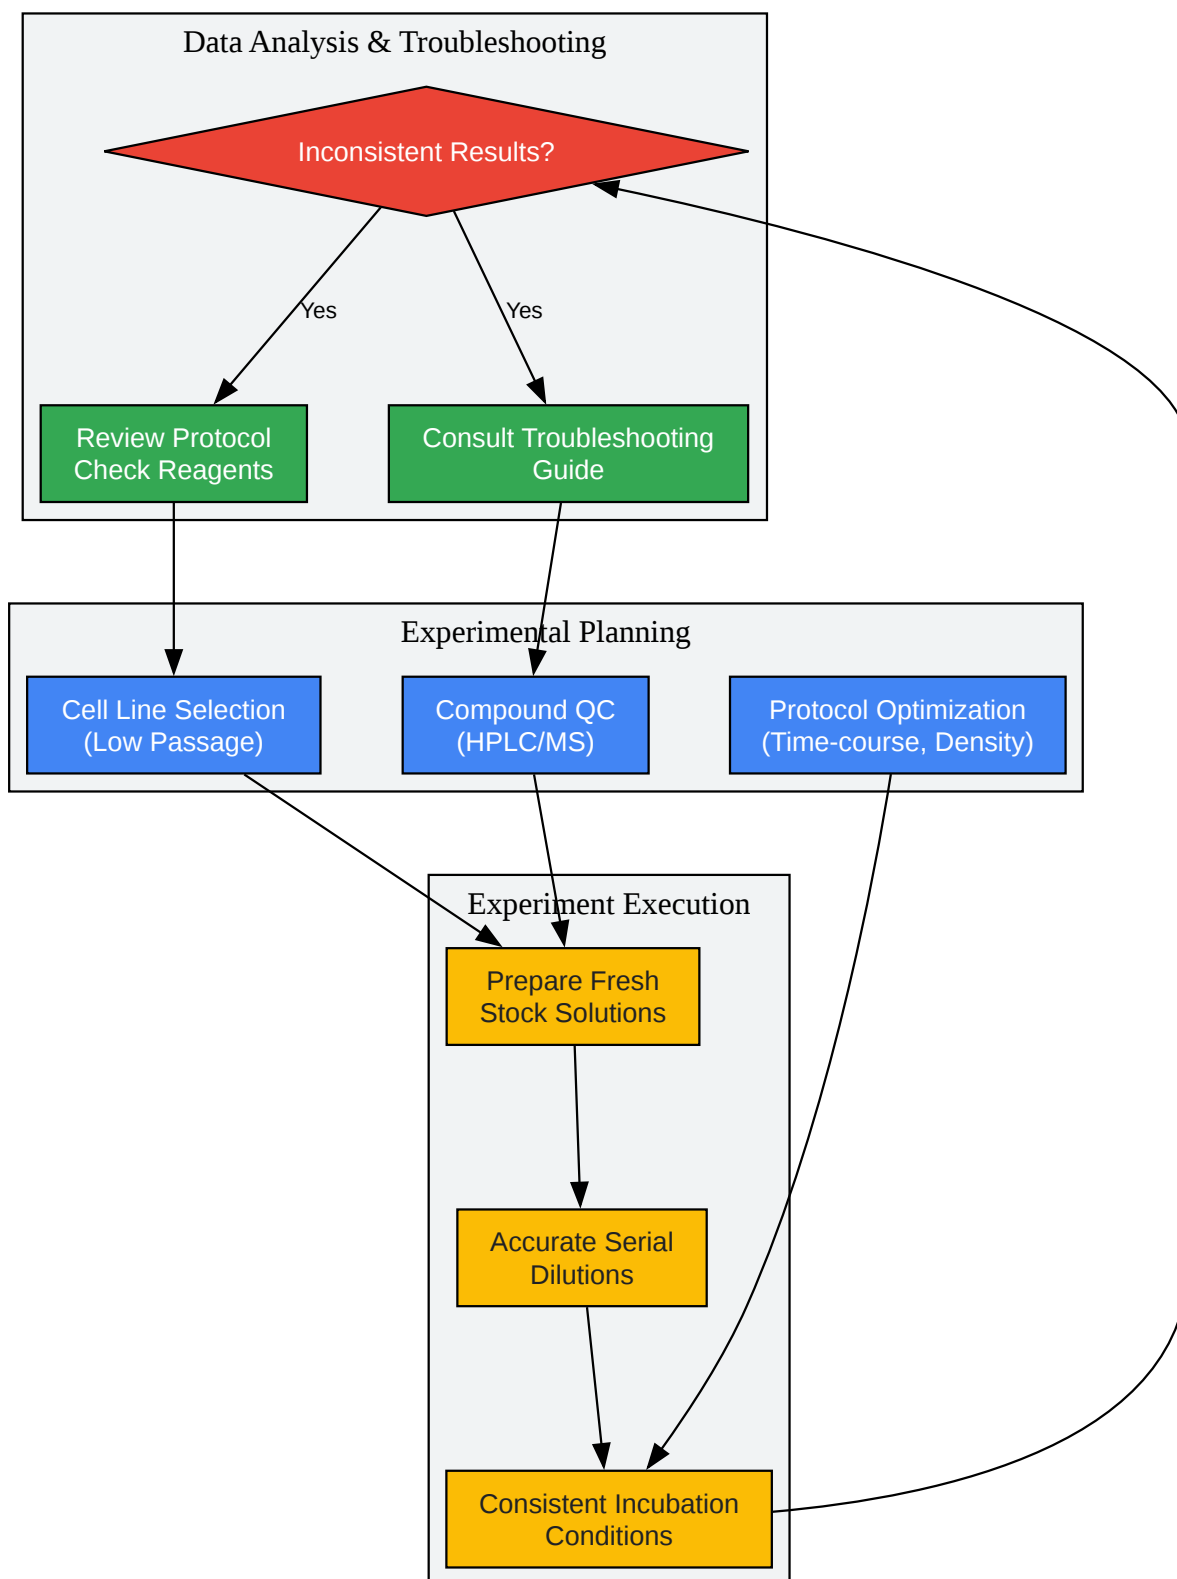 Data Analysis & Troubleshooting
Inconsistent Results?
Yes
Yes
Review Protocol
Check Reagents
Consult Troubleshooting
Guide
Experimental Planning
Cell Line Selection
(Low Passage)
Compound QC
(HPLC/MS)
Protocol Optimization
(Time-course, Density)
Experiment Execution
Prepare Fresh
Stock Solutions
Accurate Serial
Dilutions
Consistent Incubation
Conditions